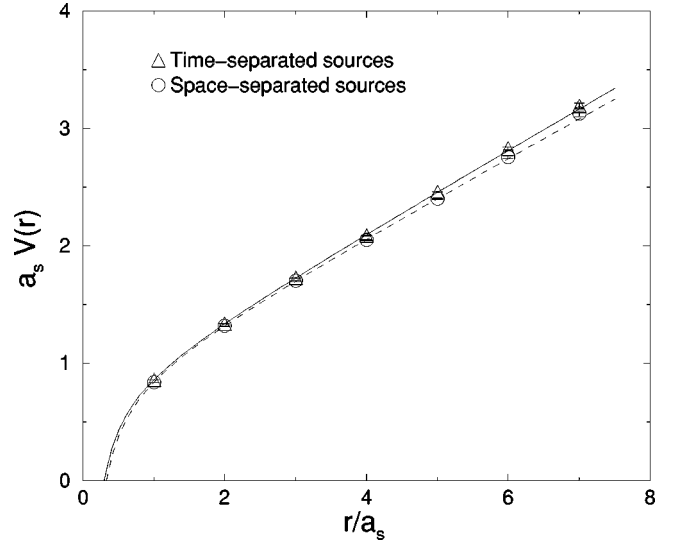 4
Time−separated sources
Space−separated sources
3
a_s V(r)
2
1
0
0 2 4 6 8
r/a_s